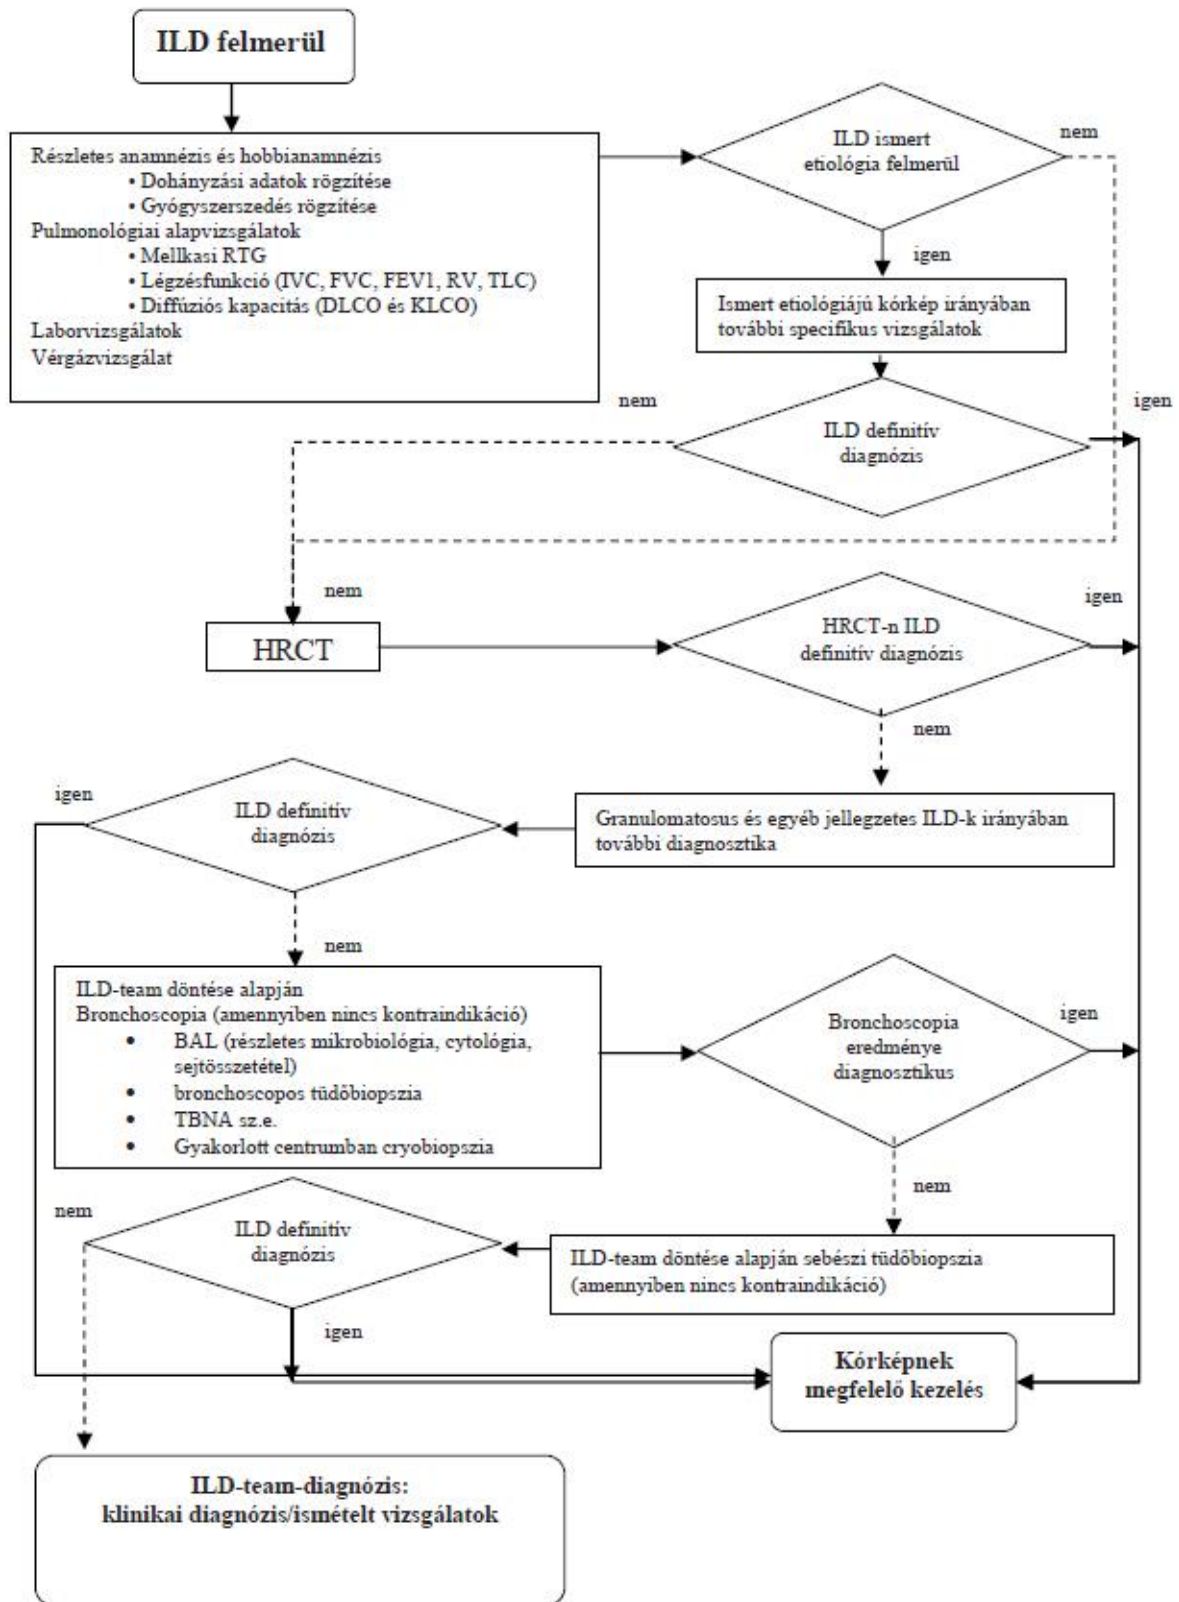 ILD felmerül
Részletes anamnézis és hobbianamnézis
• Dohányzási adatok rögzítése
• Gyógyszerszedés rögzítése
Pulmonológiai alapvizsgálatok
• Mellkasi RTG
• Légzésfunkció (IVC, FVC, FEV1, RV, TLC)
• Diffúziós kapacitás (DLCO és KLCO)
Laborvizsgálatok
Vérgázvizsgálat
ILD ismert
etiológia felmerül
nem
igen
Ismert etiológiájú kórkép irányában
további specifikus vizsgálatok
nem
ILD definitív
diagnózis
igen
nem
HRCT
HRCT-n ILD
definitív diagnózis
igen
nem
Granulomatosus és egyéb jellegzetes ILD-k irányában
további diagnosztika
igen
ILD definitív
diagnózis
nem
ILD-team döntése alapján
Bronchoscopia (amennyiben nincs kontraindikáció)
• BAL (részletes mikrobiológia, cytológia,
sejtösszetétel)
• bronchoscopos tüdőbiopszia
• TBNA sz.e.
• Gyakorlott centrumban cryobiopszia
Bronchoscopia
eredménye
diagnosztikus
igen
nem
ILD-team döntése alapján sebészi tüdőbiopszia
(amennyiben nincs kontraindikáció)
nem
ILD definitív
diagnózis
igen
Kórképnek
megfelelő kezelés
ILD-team-diagnózis:
klinikai diagnózis/ismételt vizsgálatok